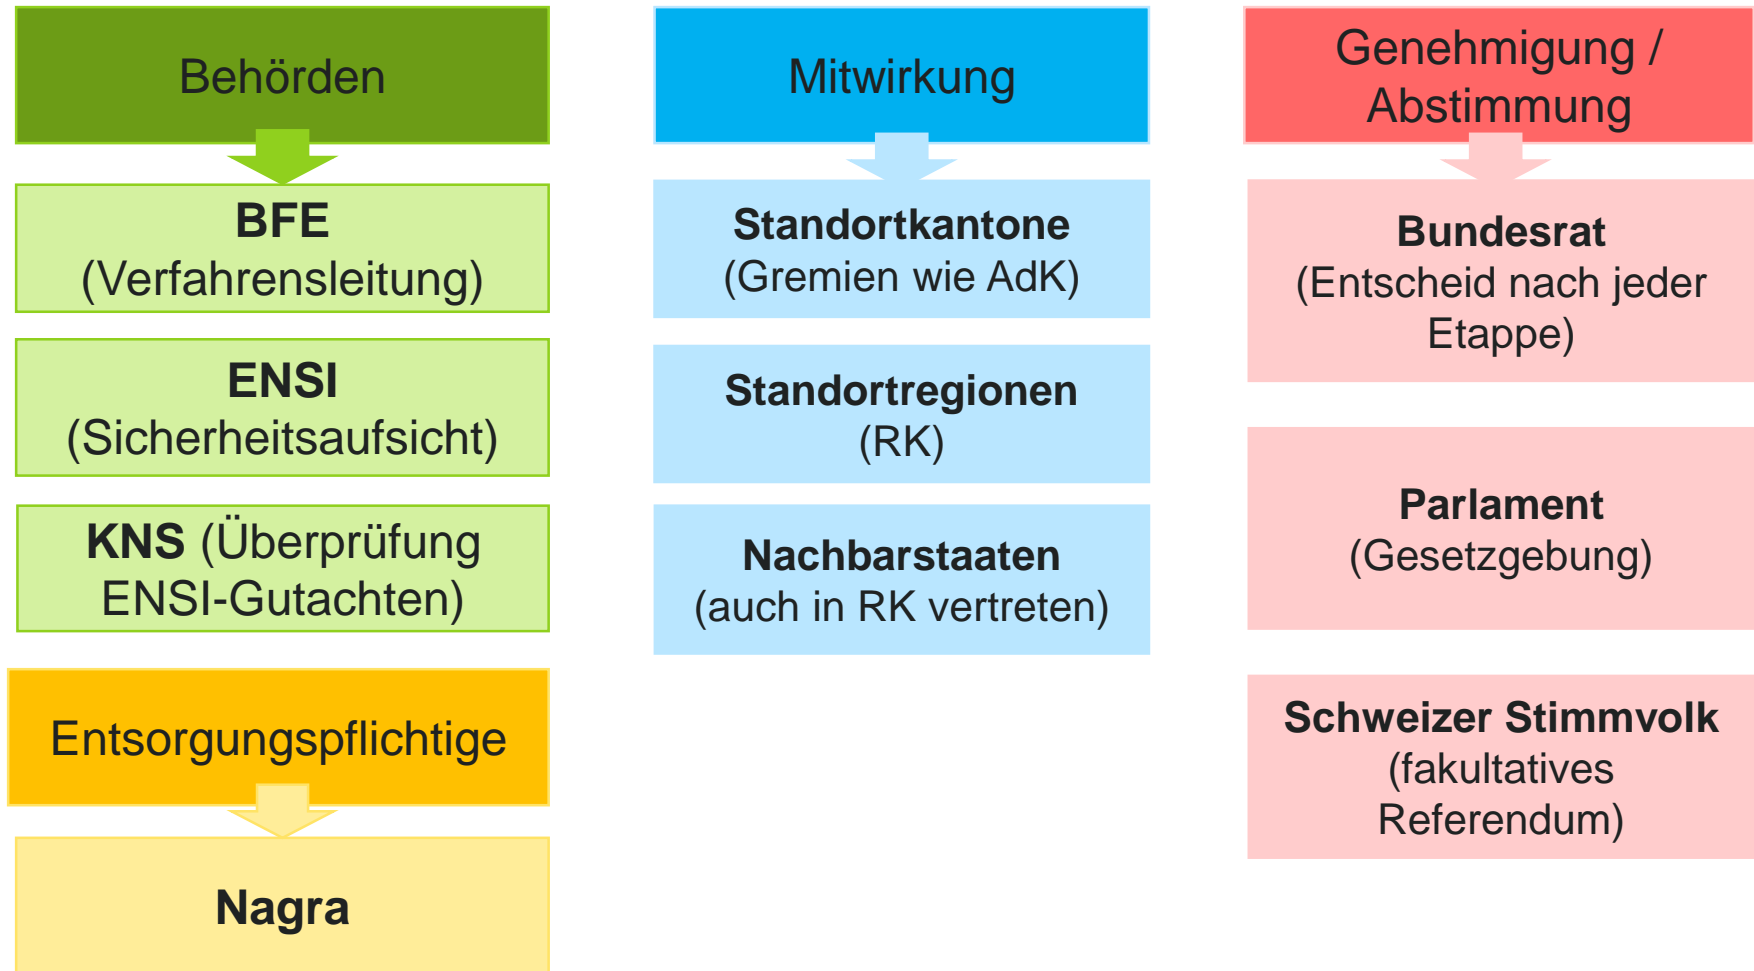 Behörden
BFE
(Verfahrensleitung)
ENSI
(Sicherheitsaufsicht)
KNS (Überprüfung
ENSI-Gutachten)
Entsorgungspflichtige
Nagra
Mitwirkung
Standortkantone
(Gremien wie AdK)
Standortregionen
(RK)
Nachbarstaaten
(auch in RK vertreten)
Genehmigung /
Abstimmung
Bundesrat
(Entscheid nach jeder
Etappe)
Parlament
(Gesetzgebung)
Schweizer Stimmvolk
(fakultatives
Referendum)